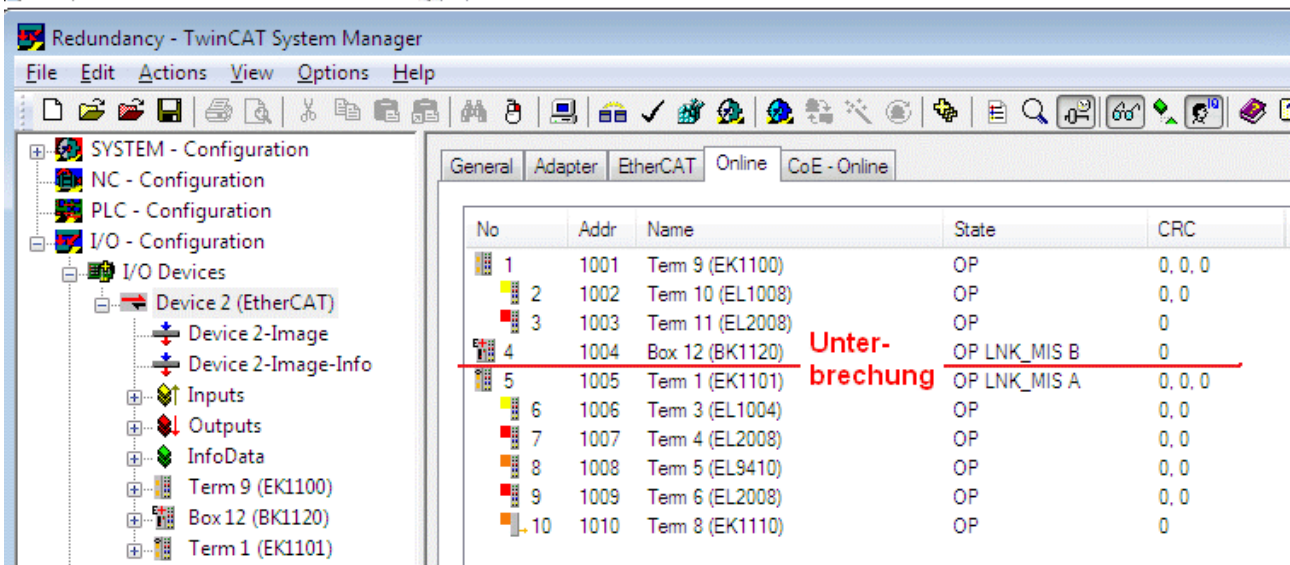 Redundancy - TwinCAT System Manager
File Edit Actions View Options Help
SYSTEM - Configuration
NC - Configuration
PLC - Configuration
I/O - Configuration
I/O Devices
Device 2 (EtherCAT)
Device 2-Image
Device 2-Image-Info
Inputs
Outputs
InfoData
Term 9 (EK1100)
Box 12 (BK1120)
Term 1 (EK1101)
General Adapter EtherCAT Online CoE - Online
No Addr Name State CRC
1 1001 Term 9 (EK1100) OP 0, 0, 0
2 1002 Term 10 (EL1008) OP 0, 0
3 1003 Term 11 (EL2008) OP 0
4 1004 Box 12 (BK1120) OP LNK_MIS B 0
Unter-
brechung
5 1005 Term 1 (EK1101) OP LNK_MIS A 0, 0, 0
6 1006 Term 3 (EL1004) OP 0, 0
7 1007 Term 4 (EL2008) OP 0, 0
8 1008 Term 5 (EL9410) OP 0, 0
9 1009 Term 6 (EL2008) OP 0, 0
10 1010 Term 8 (EK1110) OP 0